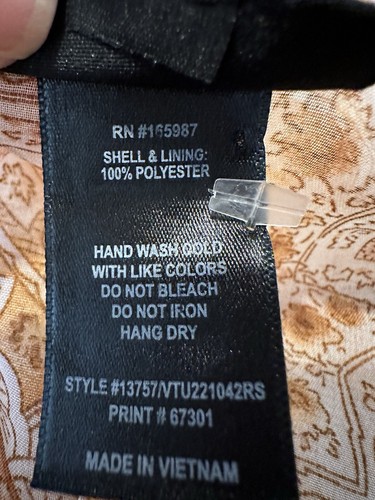 RN #165987
SHELL & LINING:
100% POLYESTER
HAND WASH COLD
WITH LIKE COLORS
DO NOT BLEACH
DO NOT IRON
HANG DRY
STYLE #13757/VTU221042RS
PRINT # 67301
MADE IN VIETNAM